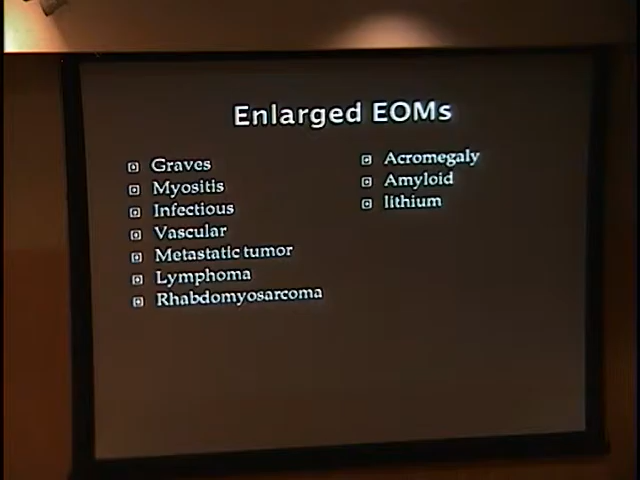 Enlarged EOMs
Graves
Myositis
Infectious
Vascular
Metastatic tumor
Lymphoma
Rhabdomyosarcoma
Acromegaly
Amyloid
lithium